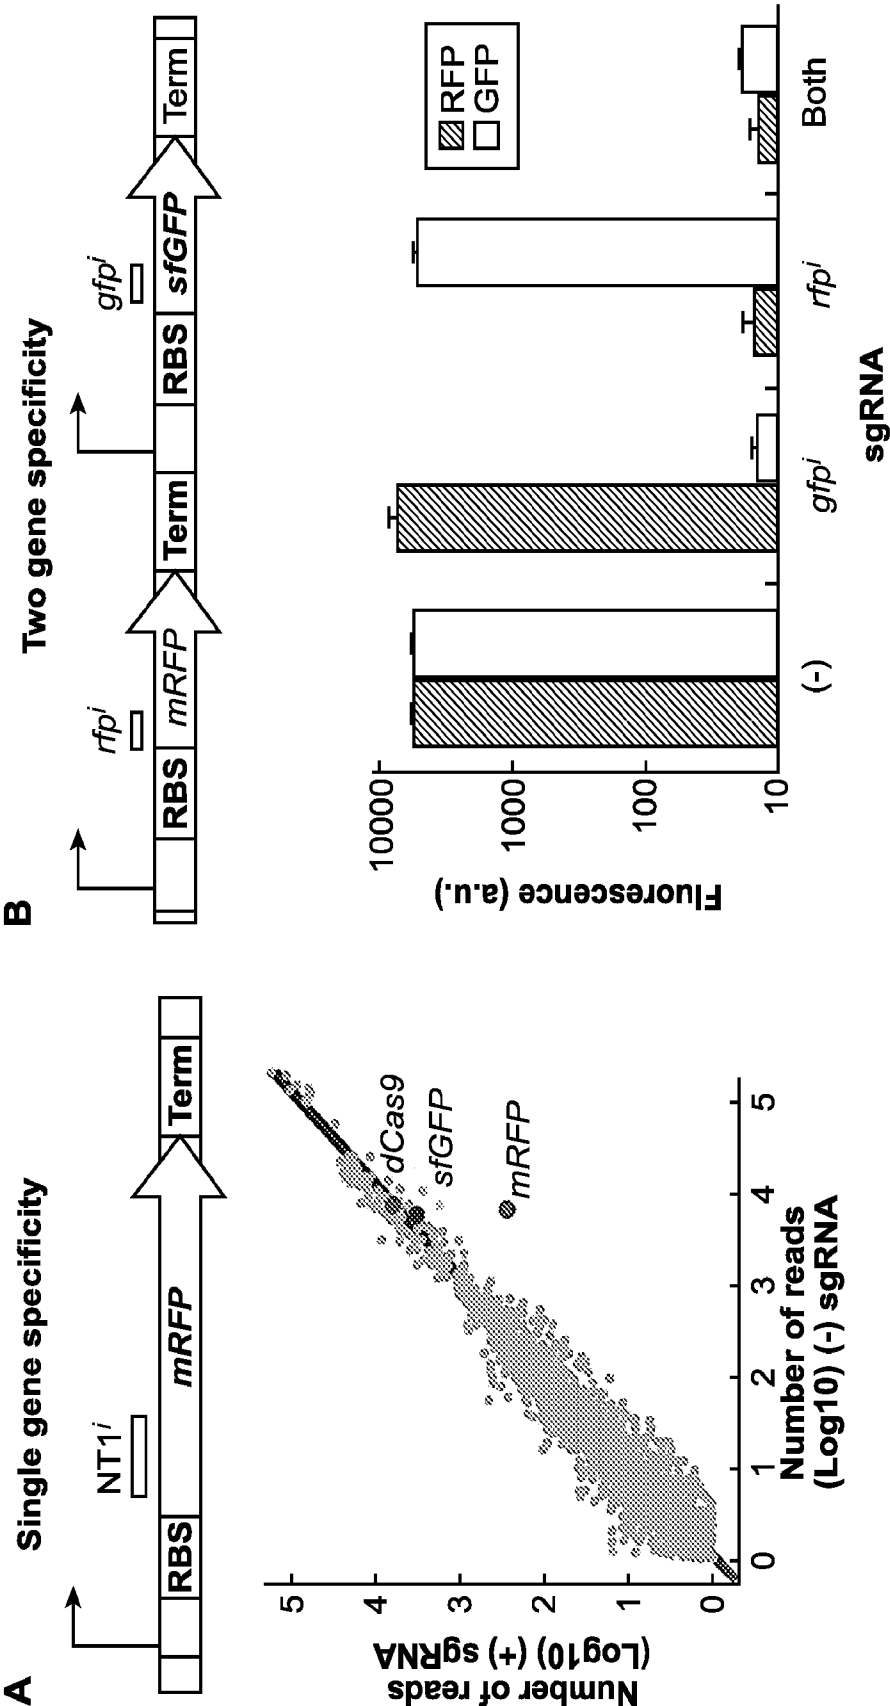 A
Single gene specificity
NT1i
RBS mRFP Term
Number of reads
(Log10) (+) sgRNA
5
4
3
2
1
0
dCas9
sfGFP
mRFP
0 1 2 3 4 5
Number of reads
(Log10) (-) sgRNA
B
Two gene specificity
rfpi gfpi
RBS mRFP Term RBS sfGFP Term
Fluorescence (a.u.)
10000
1000
100
10
RFP
GFP
(-) gfpi rfpi Both
sgRNA